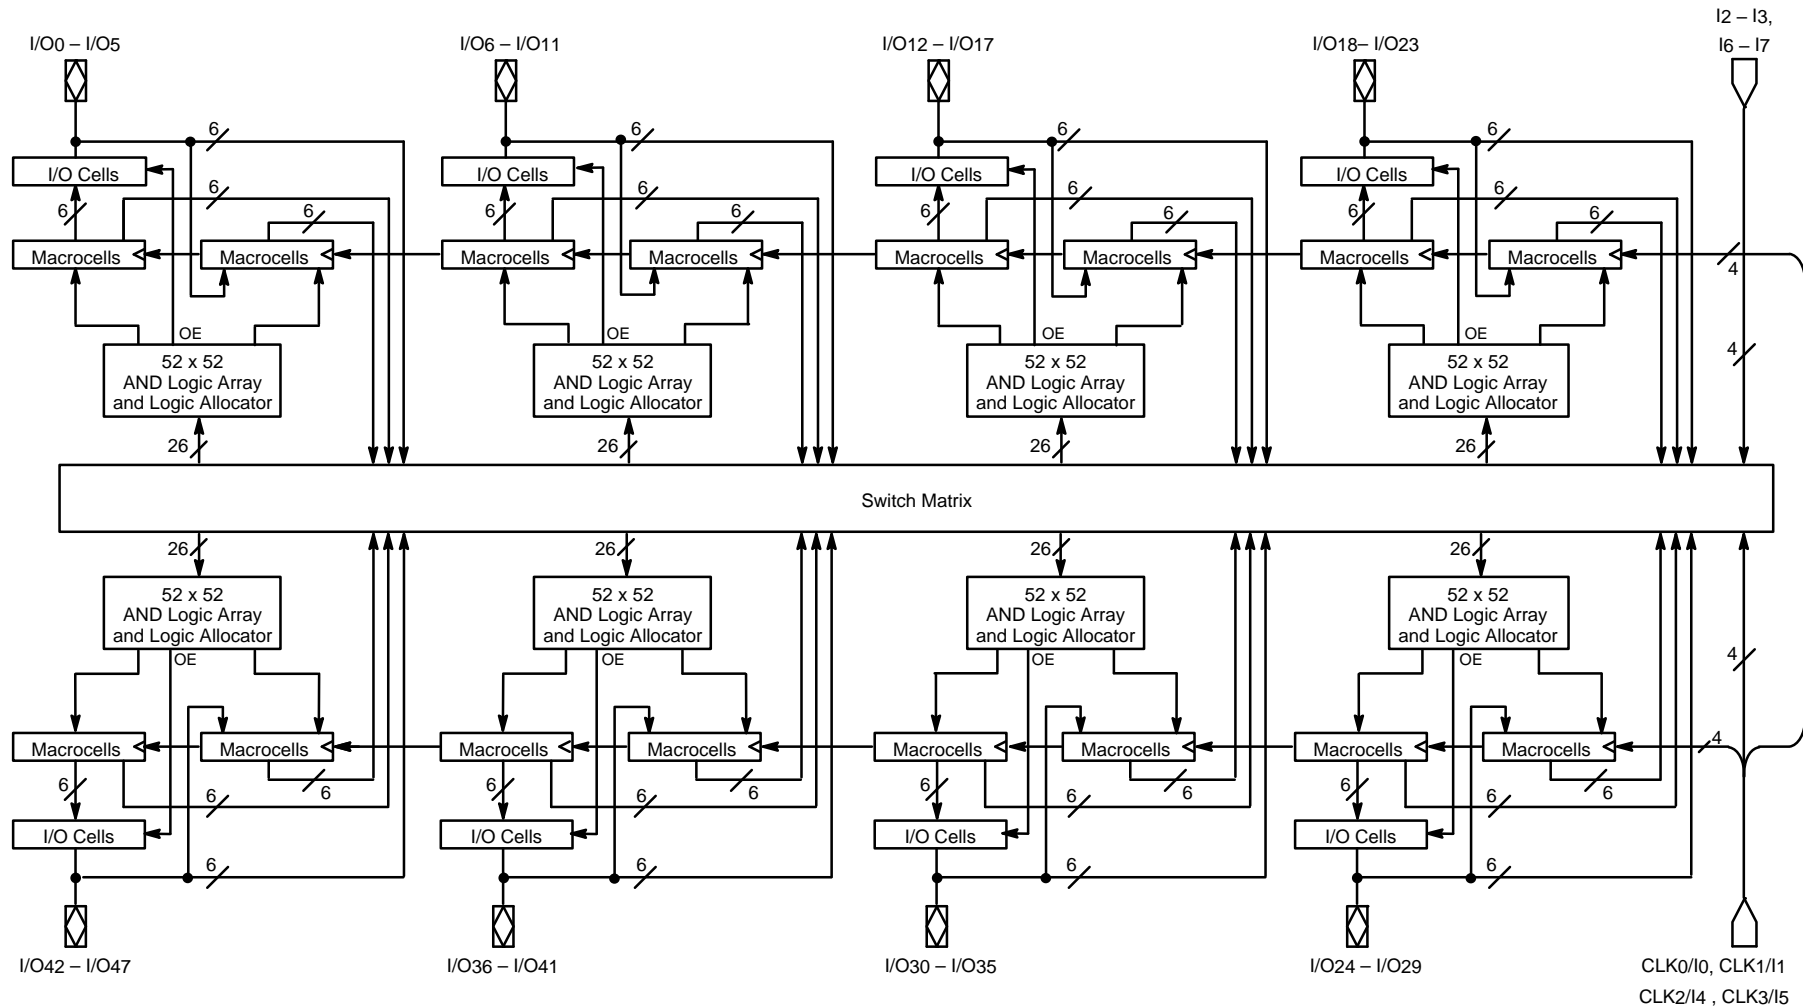 I/O0 – I/O5
I/O6 – I/O11
I/O12 – I/O17
I/O18– I/O23
I2 – I3,
I6 – I7
6
6
6
6
I/O Cells
I/O Cells
I/O Cells
I/O Cells
6
6
6
6
6
6
6
6
6
6
6
6
Macrocells
Macrocells
Macrocells
Macrocells
Macrocells
Macrocells
Macrocells
Macrocells
4
OE
OE
OE
OE
4
52 x 52
AND Logic Array
and Logic Allocator
52 x 52
AND Logic Array
and Logic Allocator
52 x 52
AND Logic Array
and Logic Allocator
52 x 52
AND Logic Array
and Logic Allocator
26
26
26
26
Switch Matrix
26
26
26
26
52 x 52
AND Logic Array
and Logic Allocator
52 x 52
AND Logic Array
and Logic Allocator
52 x 52
AND Logic Array
and Logic Allocator
52 x 52
AND Logic Array
and Logic Allocator
OE
OE
OE
OE
4
Macrocells
Macrocells
Macrocells
Macrocells
Macrocells
Macrocells
Macrocells
Macrocells
4
6
6
6
6
6
6
6
6
6
6
6
6
I/O Cells
I/O Cells
I/O Cells
I/O Cells
6
6
6
6
I/O42 – I/O47
I/O36 – I/O41
I/O30 – I/O35
I/O24 – I/O29
CLK0/I0, CLK1/I1
CLK2/I4 , CLK3/I5